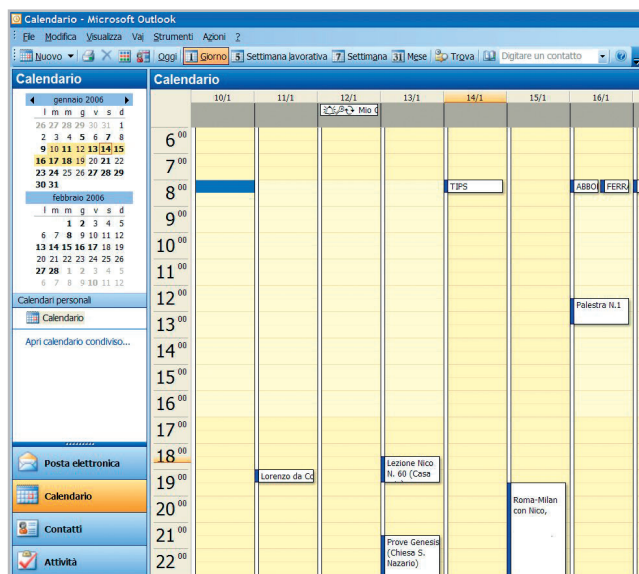 Calendario - Microsoft Outlook
File Modifica Visualizza Vai Strumenti Azioni ?
Nuovo Oggi 1 Giorno 5 Settimana lavorativa 7 Settimana 31 Mese Trova Digitare un contatto
Calendario
gennaio 2006
l m m g v s d
26 27 28 29 30 31 1
2 3 4 5 6 7 8
9 10 11 12 13 14 15
16 17 18 19 20 21 22
23 24 25 26 27 28 29
30 31
febbraio 2006
l m m g v s d
1 2 3 4 5
6 7 8 9 10 11 12
13 14 15 16 17 18 19
20 21 22 23 24 25 26
27 28 1 2 3 4 5
6 7 8 9 10 11 12
Calendari personali
Calendario
Apri calendario condiviso...
Posta elettronica
Calendario
Contatti
Attività
Calendario
10/1 11/1 12/1 13/1 14/1 15/1 16/1
Mio
6 00
7 00
8 00 TIPS ABBO FERR
9 00
10 00
11 00
12 00
Palestra N.1
13 00
14 00
15 00
16 00
17 00
18 00
Lezione Nico
N. 60 (Casa
19 00 Lorenzo da Co
20 00
Roma-Milan
con Nico,
21 00
Prove Genesis
(Chiesa S.
Nazario)
22 00